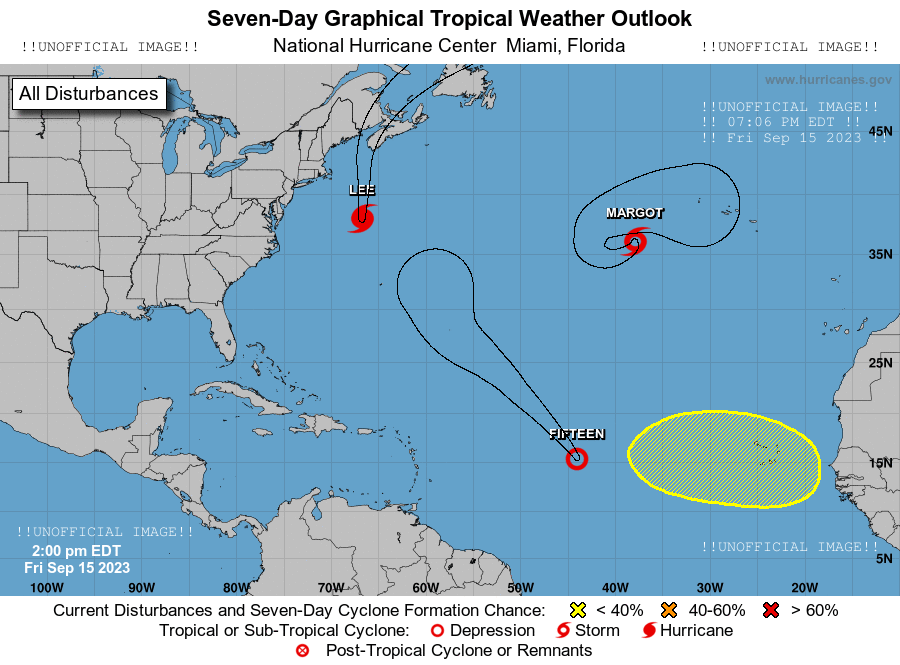 Seven-Day Graphical Tropical Weather Outlook
!!UNOFFICIAL IMAGE!! National Hurricane Center Miami, Florida !!UNOFFICIAL IMAGE!!
www.hurricanes.gov
All Disturbances
!!UNOFFICIAL IMAGE!!
!! 07:06 PM EDT !!
!! Fri Sep 15 2023 !!
45N
LEE
MARGOT
35N
25N
FIFTEEN
15N
!!UNOFFICIAL IMAGE!!
2:00 pm EDT
Fri Sep 15 2023
!!UNOFFICIAL IMAGE!!
5N
100W 90W 80W 70W 60W 50W 40W 30W 20W
Current Disturbances and Seven-Day Cyclone Formation Chance: < 40% 40-60% > 60%
Tropical or Sub-Tropical Cyclone: Depression Storm Hurricane
Post-Tropical Cyclone or Remnants